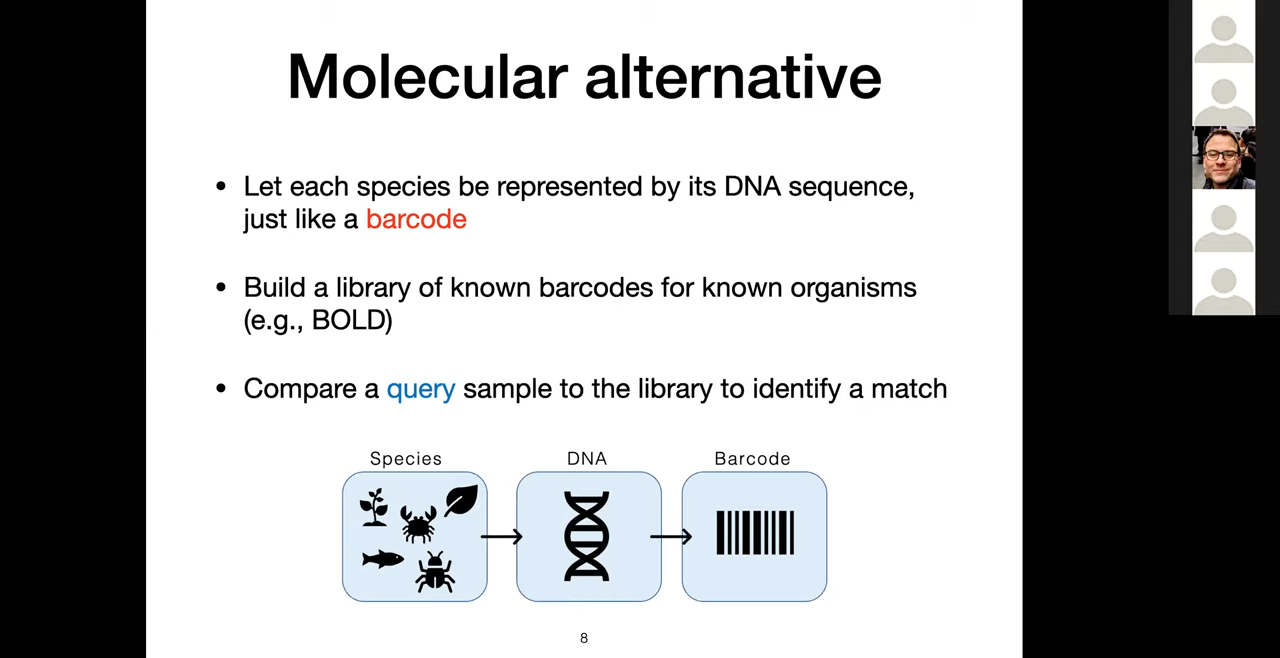 Molecular alternative
• Let each species be represented by its DNA sequence,
just like a barcode
• Build a library of known barcodes for known organisms
(e.g., BOLD)
• Compare a query sample to the library to identify a match
Species
DNA
Barcode
8